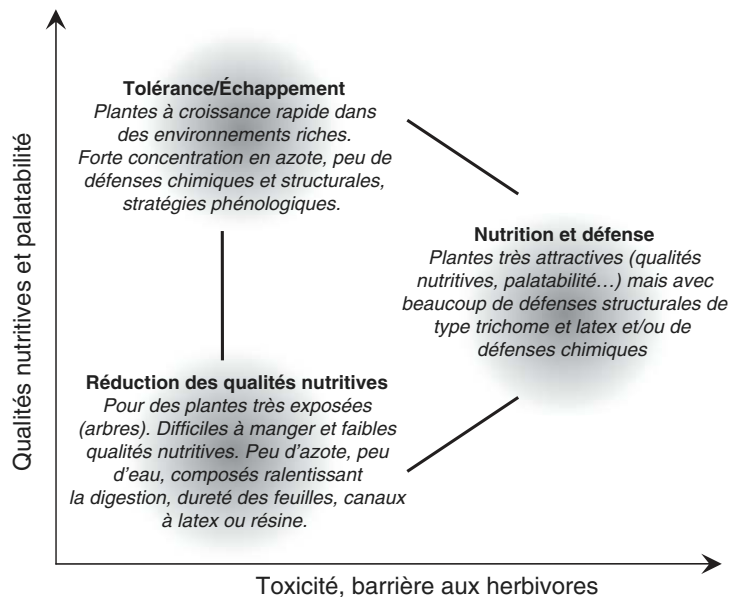 Qualités nutritives et palatabilité
Tolérance/Échappement
Plantes à croissance rapide dans
des environnements riches.
Forte concentration en azote, peu de
défenses chimiques et structurales,
stratégies phénologiques.
Nutrition et défense
Plantes très attractives (qualités
nutritives, palatabilité…) mais avec
beaucoup de défenses structurales de
type trichome et latex et/ou de
défenses chimiques
Réduction des qualités nutritives
Pour des plantes très exposées
(arbres). Difficiles à manger et faibles
qualités nutritives. Peu d'azote, peu
d'eau, composés ralentissant
la digestion, dureté des feuilles, canaux
à latex ou résine.
Toxicité, barrière aux herbivores